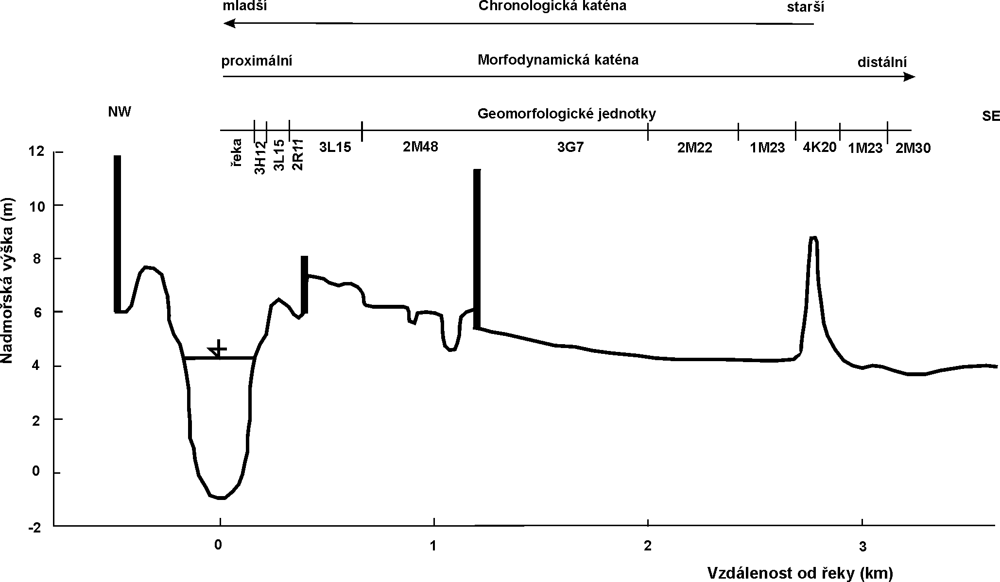 mladší
Chronologická katéna
starší
proximální
Morfodynamická katéna
distální
NW
Geomorfologické jednotky
SE
řeka
3H12
3L15
2R11
3L15
2M48
3G7
2M22
1M23
4K20
1M23
2M30
Nadmořská výška (m)
12
10
8
6
4
2
0
-2
0
1
2
3
Vzdálenost od řeky (km)